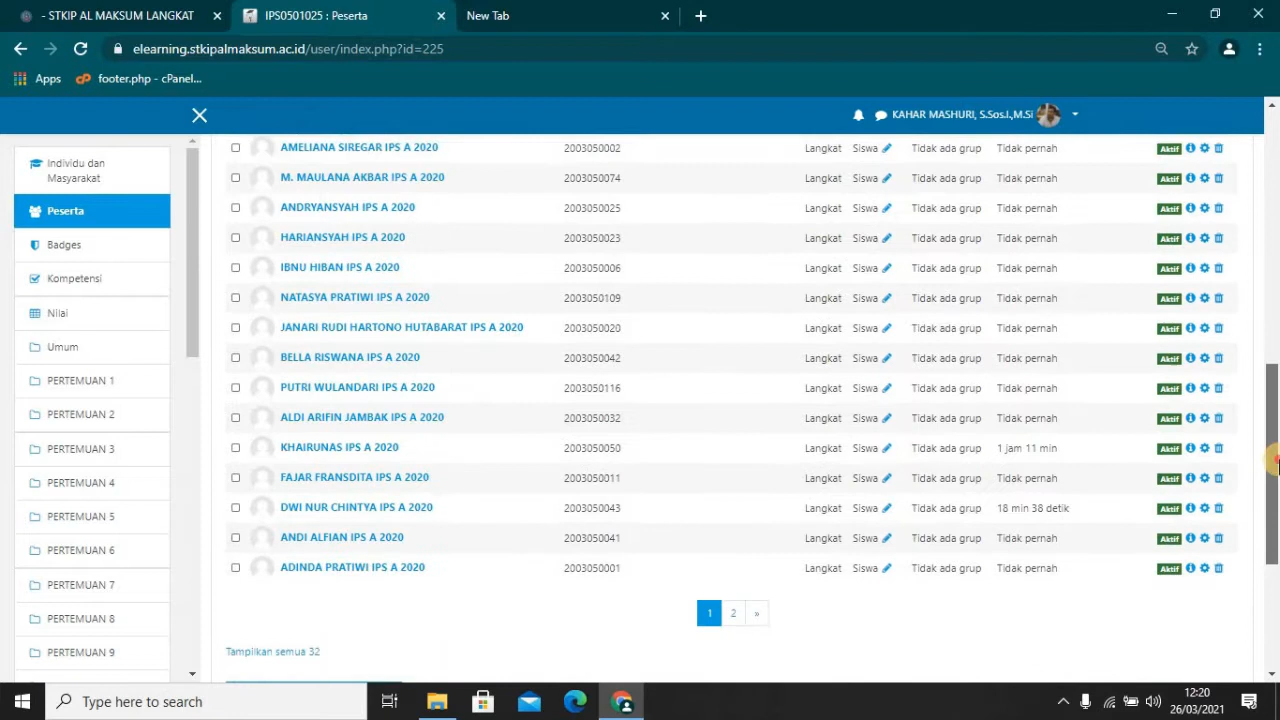 - STKIP AL MAKSUM LANGKAT
IPS0501025 : Peserta
New Tab
elearning.stkipalmaksum.ac.id/user/index.php?id=225
Apps
footer.php - cPanel...
KAHAR MASHURI, S.Sos.I.,M.Si
Individu dan
Masyarakat
Peserta
Badges
Kompetensi
Nilai
Umum
PERTEMUAN 1
PERTEMUAN 2
PERTEMUAN 3
PERTEMUAN 4
PERTEMUAN 5
PERTEMUAN 6
PERTEMUAN 7
PERTEMUAN 8
PERTEMUAN 9
AMELIANA SIREGAR IPS A 2020 2003050002 Langkat Siswa Tidak ada grup Tidak pernah Aktif
M. MAULANA AKBAR IPS A 2020 2003050074 Langkat Siswa Tidak ada grup Tidak pernah Aktif
ANDRYANSYAH IPS A 2020 2003050025 Langkat Siswa Tidak ada grup Tidak pernah Aktif
HARIANSYAH IPS A 2020 2003050023 Langkat Siswa Tidak ada grup Tidak pernah Aktif
IBNU HIBAN IPS A 2020 2003050006 Langkat Siswa Tidak ada grup Tidak pernah Aktif
NATASYA PRATIWI IPS A 2020 2003050109 Langkat Siswa Tidak ada grup Tidak pernah Aktif
JANARI RUDI HARTONO HUTABARAT IPS A 2020 2003050020 Langkat Siswa Tidak ada grup Tidak pernah Aktif
BELLA RISWANA IPS A 2020 2003050042 Langkat Siswa Tidak ada grup Tidak pernah Aktif
PUTRI WULANDARI IPS A 2020 2003050116 Langkat Siswa Tidak ada grup Tidak pernah Aktif
ALDI ARIFIN JAMBAK IPS A 2020 2003050032 Langkat Siswa Tidak ada grup Tidak pernah Aktif
KHAIRUNAS IPS A 2020 2003050050 Langkat Siswa Tidak ada grup 1 jam 11 min Aktif
FAJAR FRANSDITA IPS A 2020 2003050011 Langkat Siswa Tidak ada grup Tidak pernah Aktif
DWI NUR CHINTYA IPS A 2020 2003050043 Langkat Siswa Tidak ada grup 18 min 38 detik Aktif
ANDI ALFIAN IPS A 2020 2003050041 Langkat Siswa Tidak ada grup Tidak pernah Aktif
ADINDA PRATIWI IPS A 2020 2003050001 Langkat Siswa Tidak ada grup Tidak pernah Aktif
1 2 »
Tampilkan semua 32
Type here to search
12:20
26/03/2021